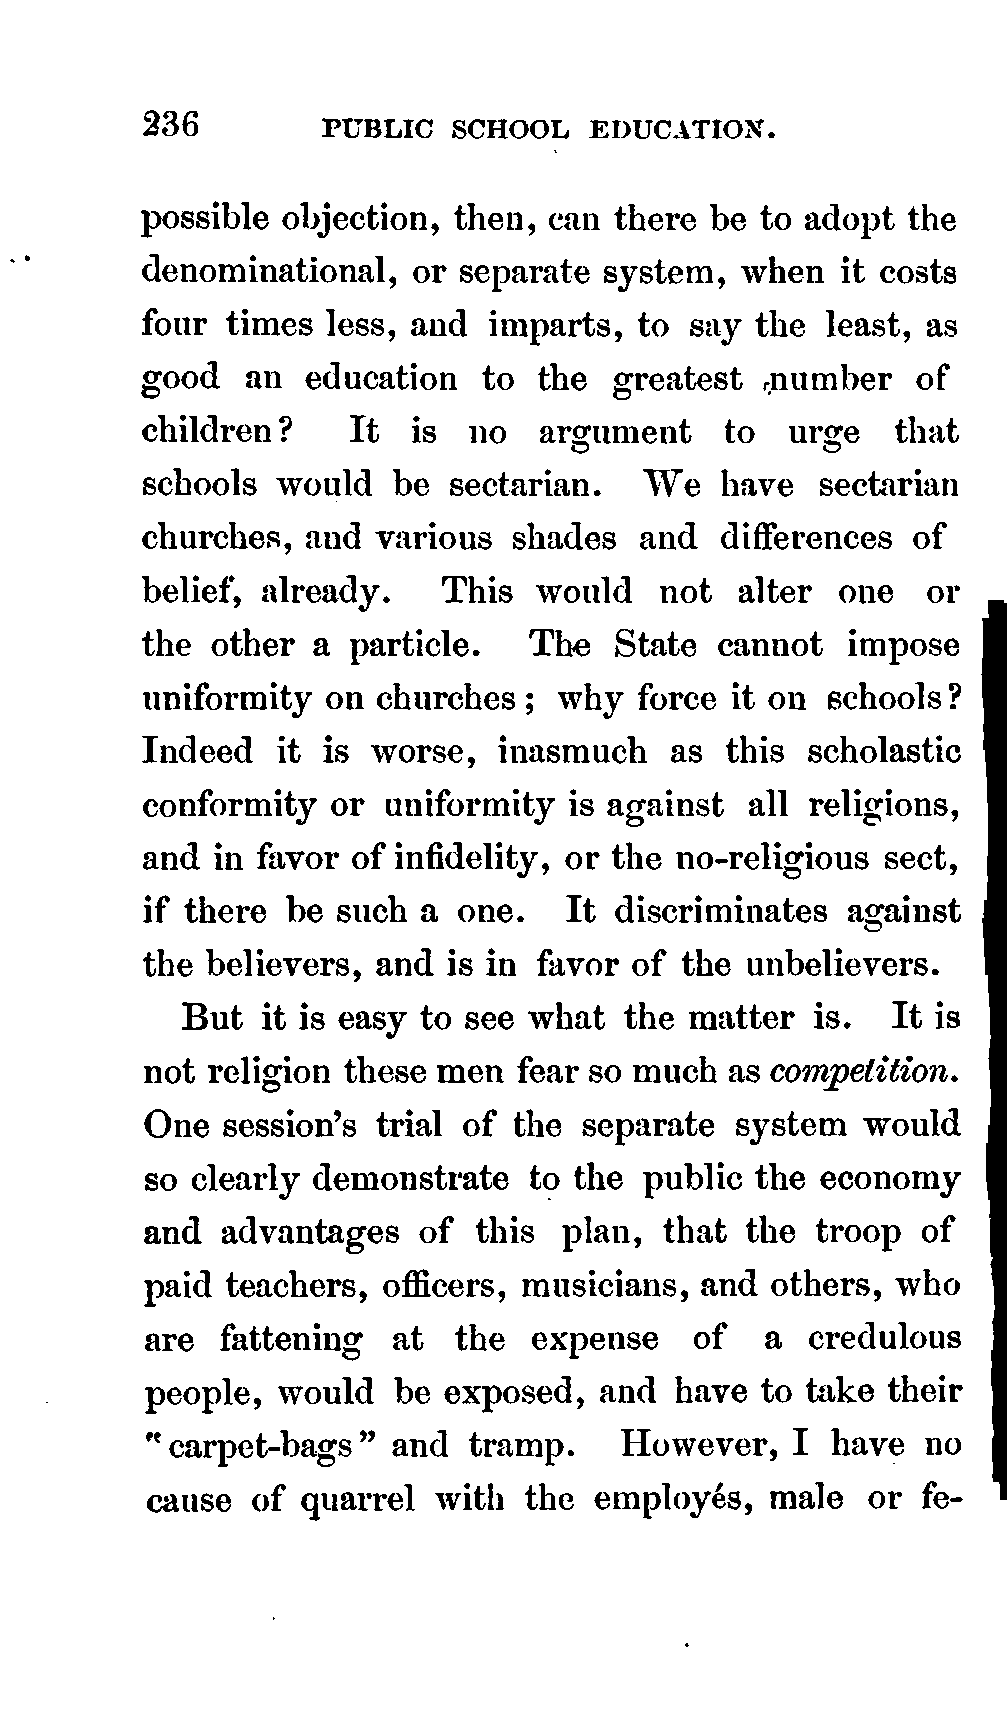 236 PUBLIC SCHOOL EDUCATION.
possible objection, then, can there be to adopt the
denominational, or separate system, when it costs
four times less, and imparts, to say the least, as
good an education to the greatest number of
children? It is no argument to urge that
schools would be sectarian. We have sectarian
churches, and various shades and differences of
belief, already. This would not alter one or
the other a particle. The State cannot impose
uniformity on churches; why force it on schools?
Indeed it is worse, inasmuch as this scholastic
conformity or uniformity is against all religions,
and in favor of infidelity, or the no-religious sect,
if there be such a one. It discriminates against
the believers, and is in favor of the unbelievers.
But it is easy to see what the matter is. It is
not religion these men fear so much as competition.
One session's trial of the separate system would
so clearly demonstrate to the public the economy
and advantages of this plan, that the troop of
paid teachers, officers, musicians, and others, who
are fattening at the expense of a credulous
people, would be exposed, and have to take their
"carpet-bags" and tramp. However, I have no
cause of quarrel with the employés, male or fe-